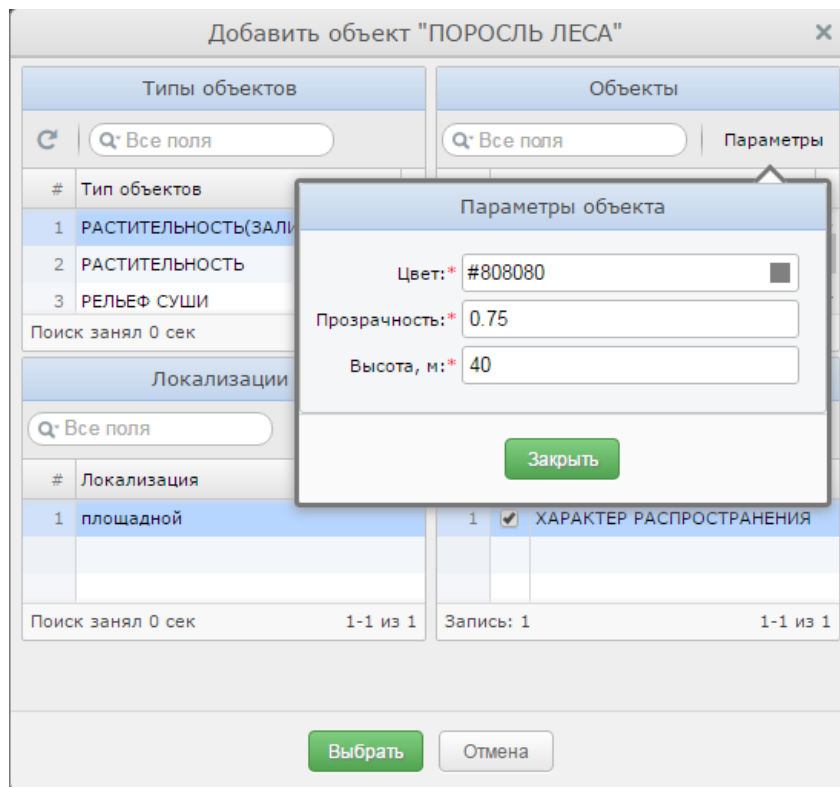 Добавить объект "ПОРОСЛЬ ЛЕСА"
Типы объектов
Объекты
Все поля
Все поля
Параметры
# Тип объектов
1 РАСТИТЕЛЬНОСТЬ(ЗАЛИ
2 РАСТИТЕЛЬНОСТЬ
3 РЕЛЬЕФ СУШИ
Поиск занял 0 сек
Параметры объекта
Цвет:* #808080
Прозрачность:* 0.75
Высота, м:* 40
Закрыть
Локализации
Все поля
# Локализация
1 площадной
1 ХАРАКТЕР РАСПРОСТРАНЕНИЯ
Поиск занял 0 сек 1-1 из 1
Запись: 1 1-1 из 1
Выбрать
Отмена